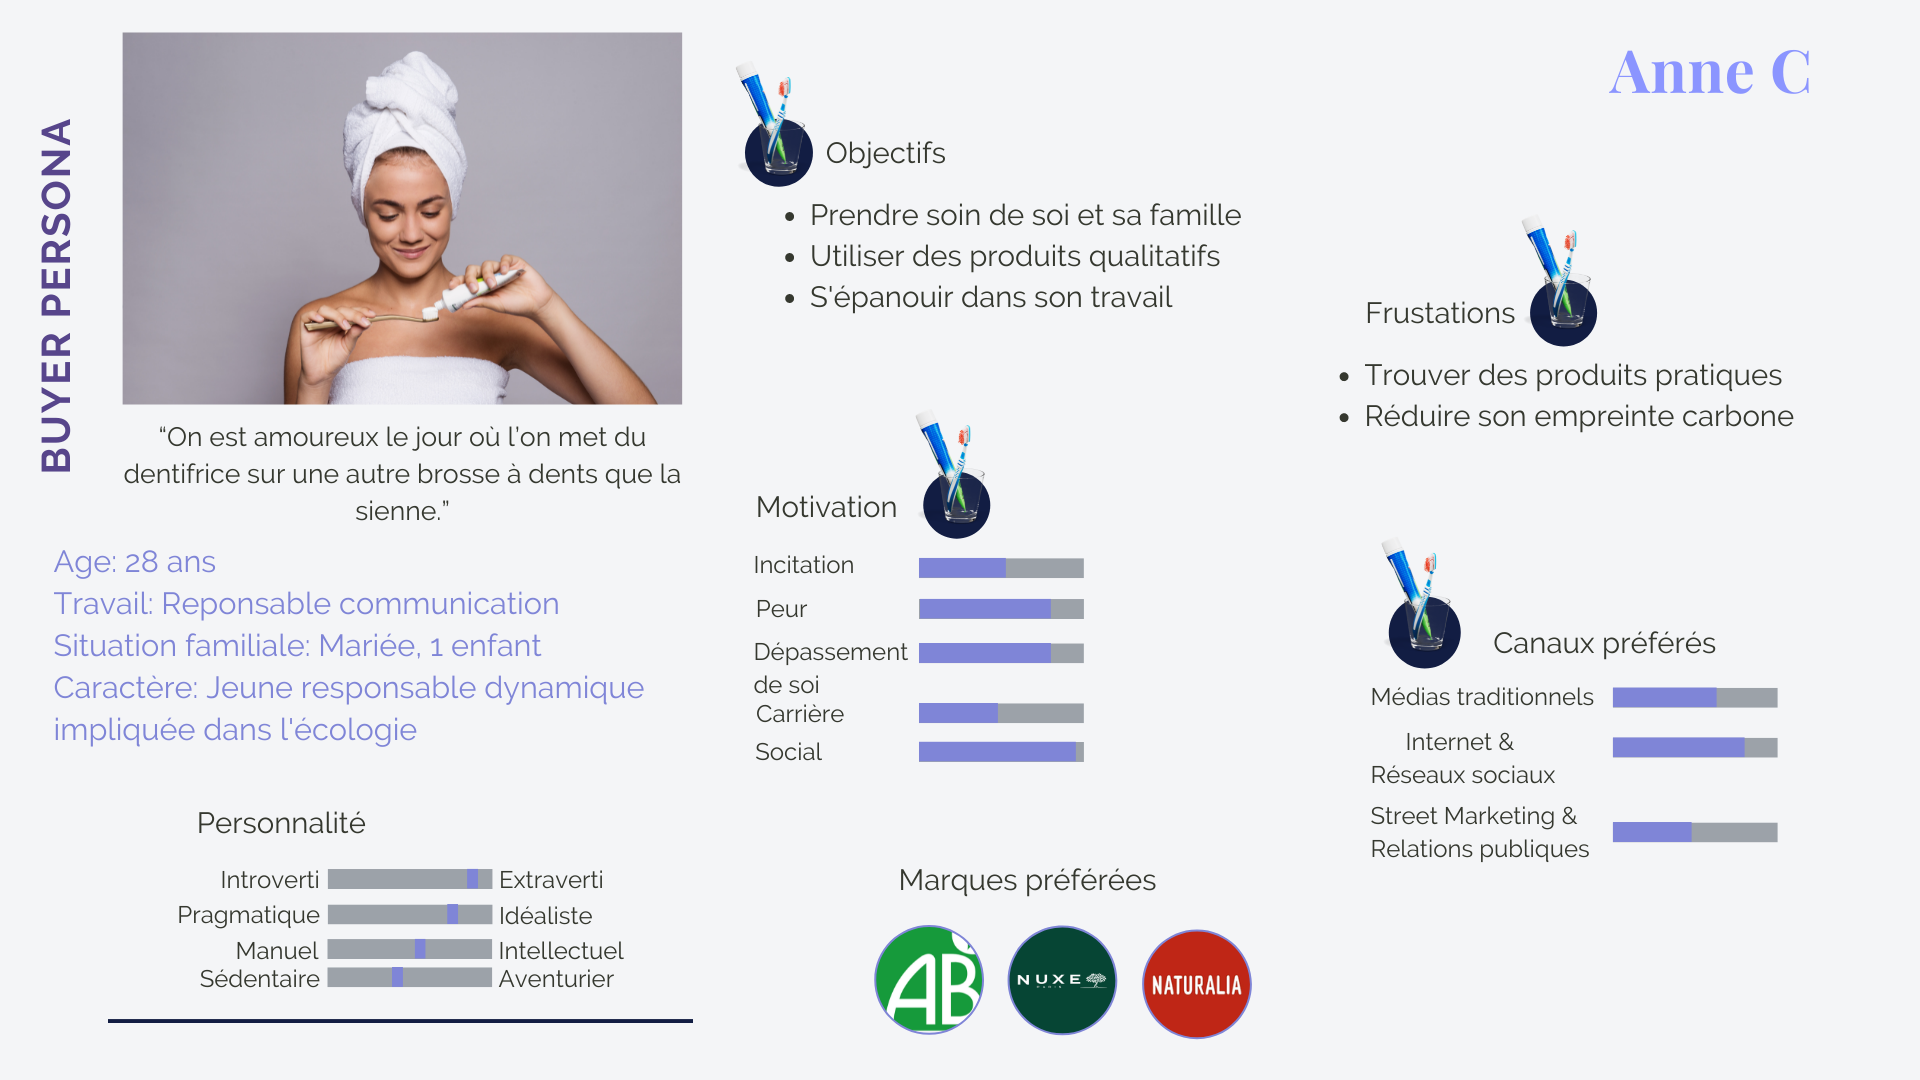 BUYER PERSONA
Anne C
“On est amoureux le jour où l’on met du
dentifrice sur une autre brosse à dents que la
sienne.”
Age: 28 ans
Travail: Reponsable communication
Situation familiale: Mariée, 1 enfant
Caractère: Jeune responsable dynamique
impliquée dans l'écologie
Personnalité
Introverti Extraverti
Pragmatique Idéaliste
Manuel Intellectuel
Sédentaire Aventurier
Objectifs
Prendre soin de soi et sa famille
Utiliser des produits qualitatifs
S'épanouir dans son travail
Motivation
Incitation
Peur
Dépassement
de soi
Carrière
Social
Marques préférées
AB
NUXE
NATURALIA
Frustations
Trouver des produits pratiques
Réduire son empreinte carbone
Canaux préférés
Médias traditionnels
Internet &
Réseaux sociaux
Street Marketing &
Relations publiques